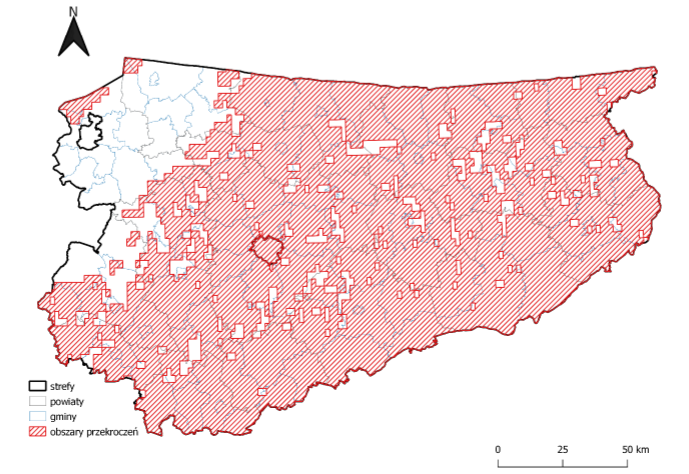 N
strefy
powiaty
gminy
obszary przekroczeń
0 25 50 km